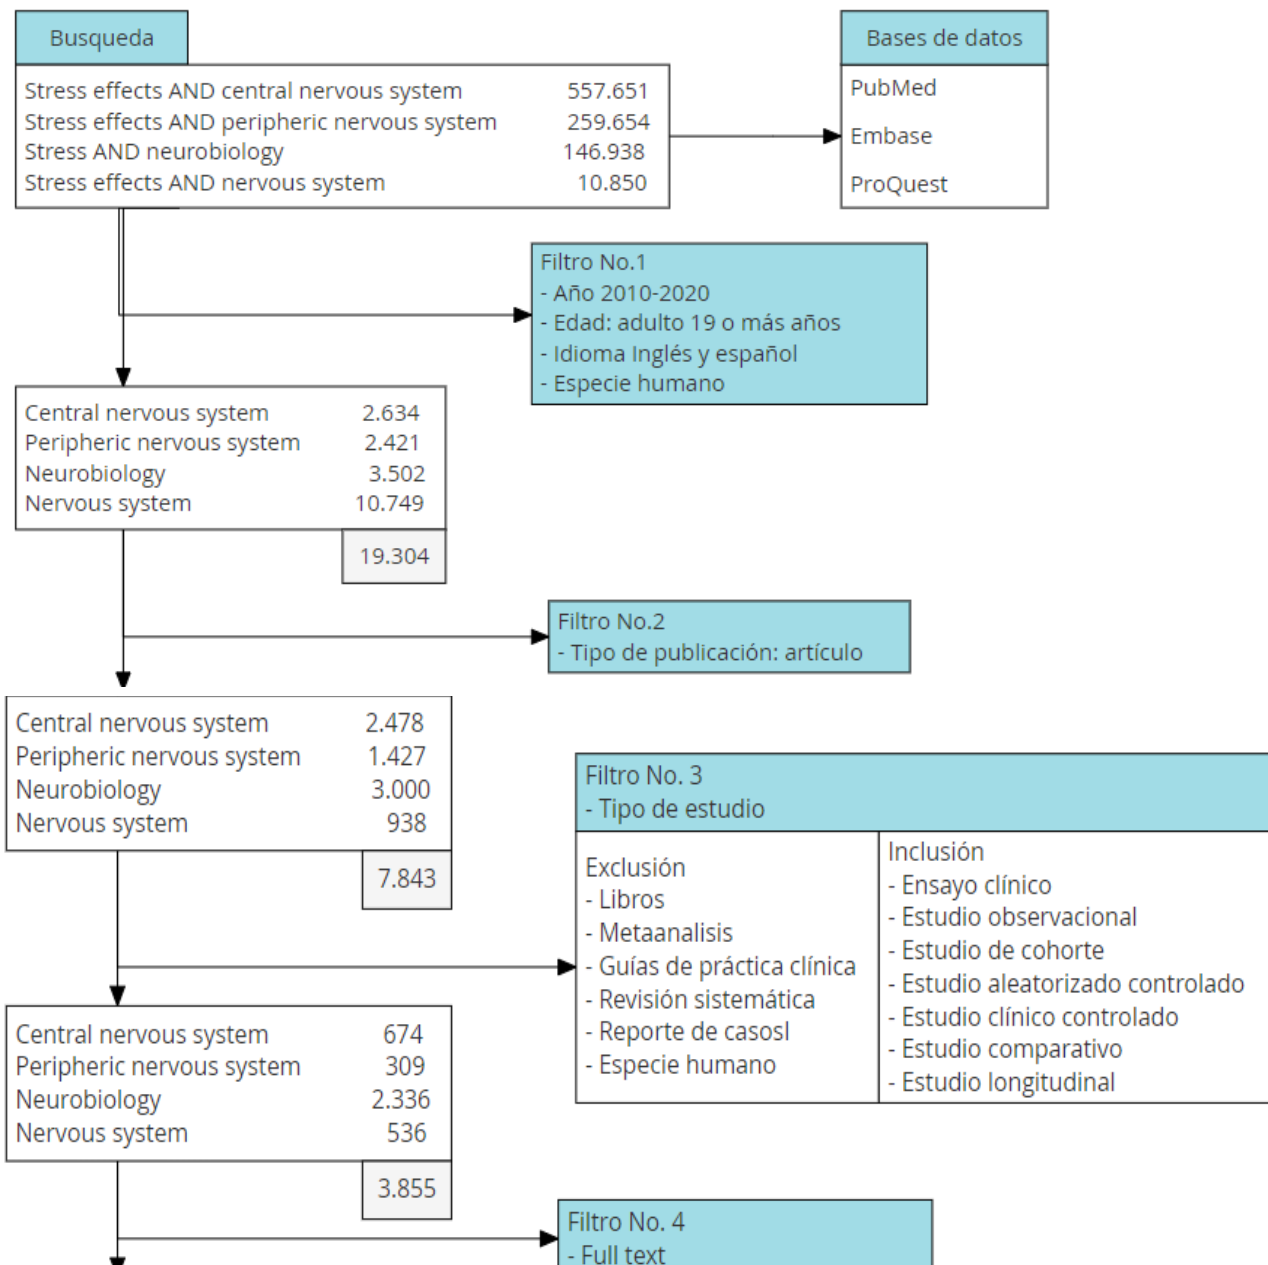 Busqueda
Stress effects AND central nervous system 557.651
Stress effects AND peripheric nervous system 259.654
Stress AND neurobiology 146.938
Stress effects AND nervous system 10.850
Bases de datos
PubMed
Embase
ProQuest
Filtro No.1
- Año 2010-2020
- Edad: adulto 19 o más años
- Idioma Inglés y español
- Especie humano
Central nervous system 2.634
Peripheric nervous system 2.421
Neurobiology 3.502
Nervous system 10.749
19.304
Filtro No.2
- Tipo de publicación: artículo
Central nervous system 2.478
Peripheric nervous system 1.427
Neurobiology 3.000
Nervous system 938
7.843
Filtro No. 3
- Tipo de estudio
Exclusión
- Libros
- Metaanalisis
- Guías de práctica clínica
- Revisión sistemática
- Reporte de casosl
- Especie humano
Inclusión
- Ensayo clínico
- Estudio observacional
- Estudio de cohorte
- Estudio aleatorizado controlado
- Estudio clínico controlado
- Estudio comparativo
- Estudio longitudinal
Central nervous system 674
Peripheric nervous system 309
Neurobiology 2.336
Nervous system 536
3.855
Filtro No. 4
- Full text